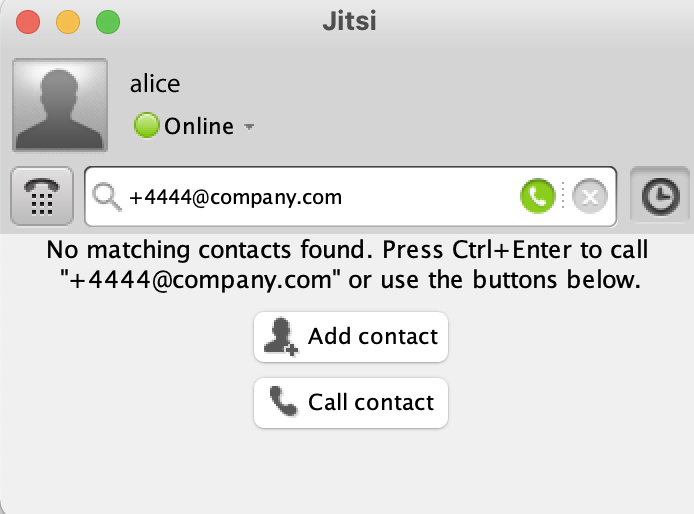 Jitsi
alice
Online
+4444@company.com
No matching contacts found. Press Ctrl+Enter to call
"+4444@company.com" or use the buttons below.
Add contact
Call contact